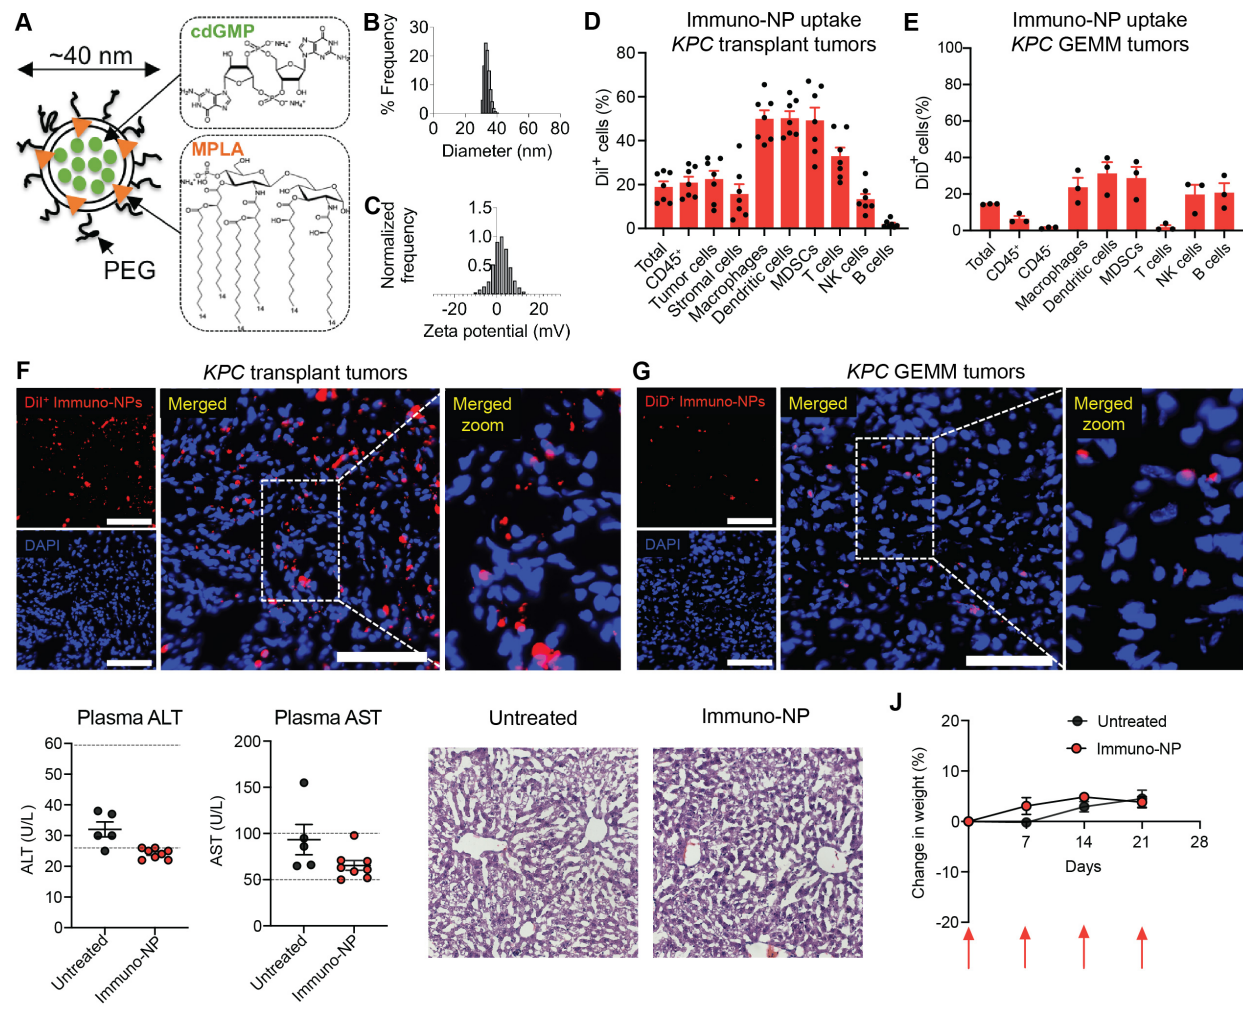 A
~40 nm
PEG
cdGMP
MPLA
14
14
14
14
14
14
B
% Frequency
30
20
10
0
0 20 40 60 80
Diameter (nm)
C
Normalized
frequency
1.5
1.0
0.5
-20 0 20
Zeta potential (mV)
D
Immuno-NP uptake
KPC transplant tumors
DiI⁺ cells (%)
80
60
40
20
0
Total
CD45⁺
Tumor cells
Stromal cells
Macrophages
Dendritic cells
MDSCs
T cells
NK cells
B cells
E
Immuno-NP uptake
KPC GEMM tumors
DiD⁺cells(%)
100
80
60
40
20
0
Total
CD45⁺
CD45⁻
Macrophages
Dendritic cells
MDSCs
T cells
NK cells
B cells
F
KPC transplant tumors
DiI⁺ Immuno-NPs
DAPI
Merged
Merged
zoom
G
KPC GEMM tumors
DiD⁺ Immuno-NPs
DAPI
Merged
Merged
zoom
Plasma ALT
ALT (U/L)
60
40
30
20
10
0
Untreated
Immuno-NP
Plasma AST
AST (U/L)
200
150
100
50
0
Untreated
Immuno-NP
Untreated
Immuno-NP
J
Untreated
Immuno-NP
Change in weight (%)
20
10
0
-10
-20
7 14 21 28
Days